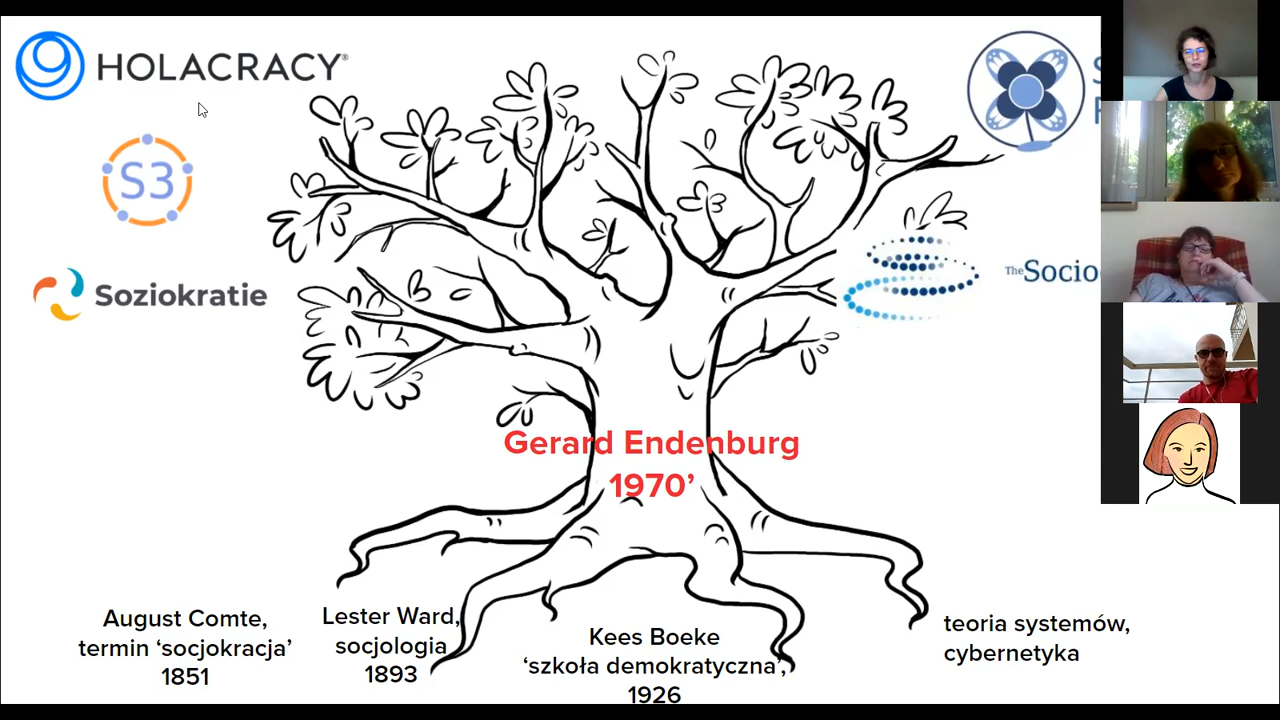 HOLACRACY®
S3
Soziokratie
The Socio
Gerard Endenburg
1970’
August Comte,
termin ‘socjokracja’
1851
Lester Ward,
socjologia
1893
Kees Boeke
‘szkoła demokratyczna’,
1926
teoria systemów,
cybernetyka